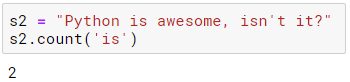 s2 = "Python is awesome, isn't it?"
s2.count('is')
2